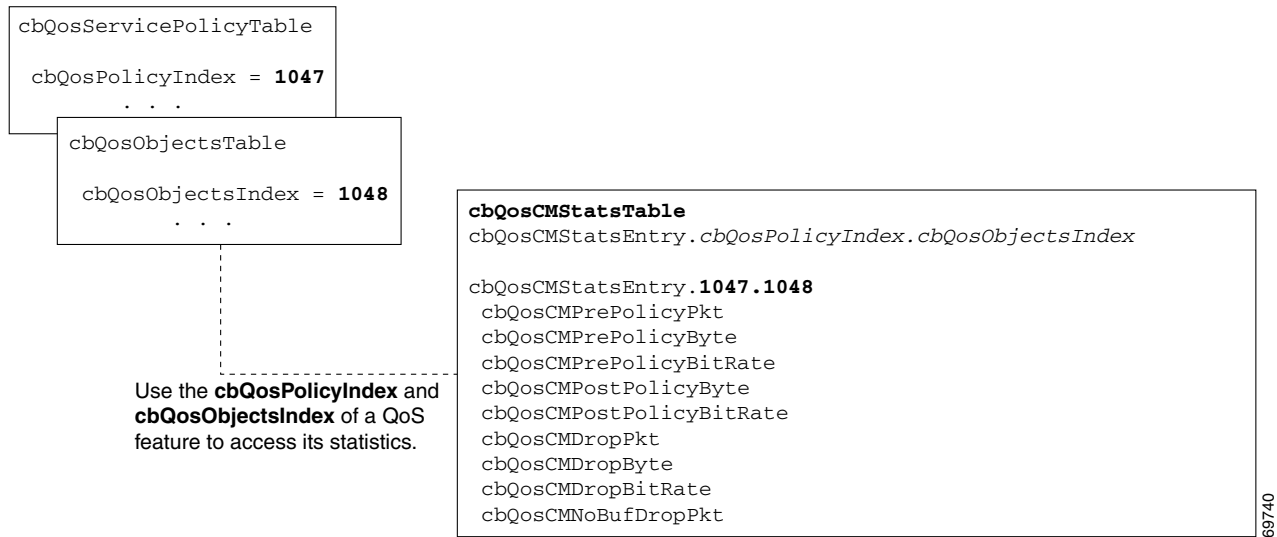 cbQosServicePolicyTable
cbQosPolicyIndex = 1047
. . .
cbQosObjectsTable
cbQosObjectsIndex = 1048
. . .
Use the cbQosPolicyIndex and
cbQosObjectsIndex of a QoS
feature to access its statistics.
cbQosCMStatsTable
cbQosCMStatsEntry.cbQosPolicyIndex.cbQosObjectsIndex
cbQosCMStatsEntry.1047.1048
cbQosCMPrePolicyPkt
cbQosCMPrePolicyByte
cbQosCMPrePolicyBitRate
cbQosCMPostPolicyByte
cbQosCMPostPolicyBitRate
cbQosCMDropPkt
cbQosCMDropByte
cbQosCMDropBitRate
cbQosCMNoBufDropPkt
69740